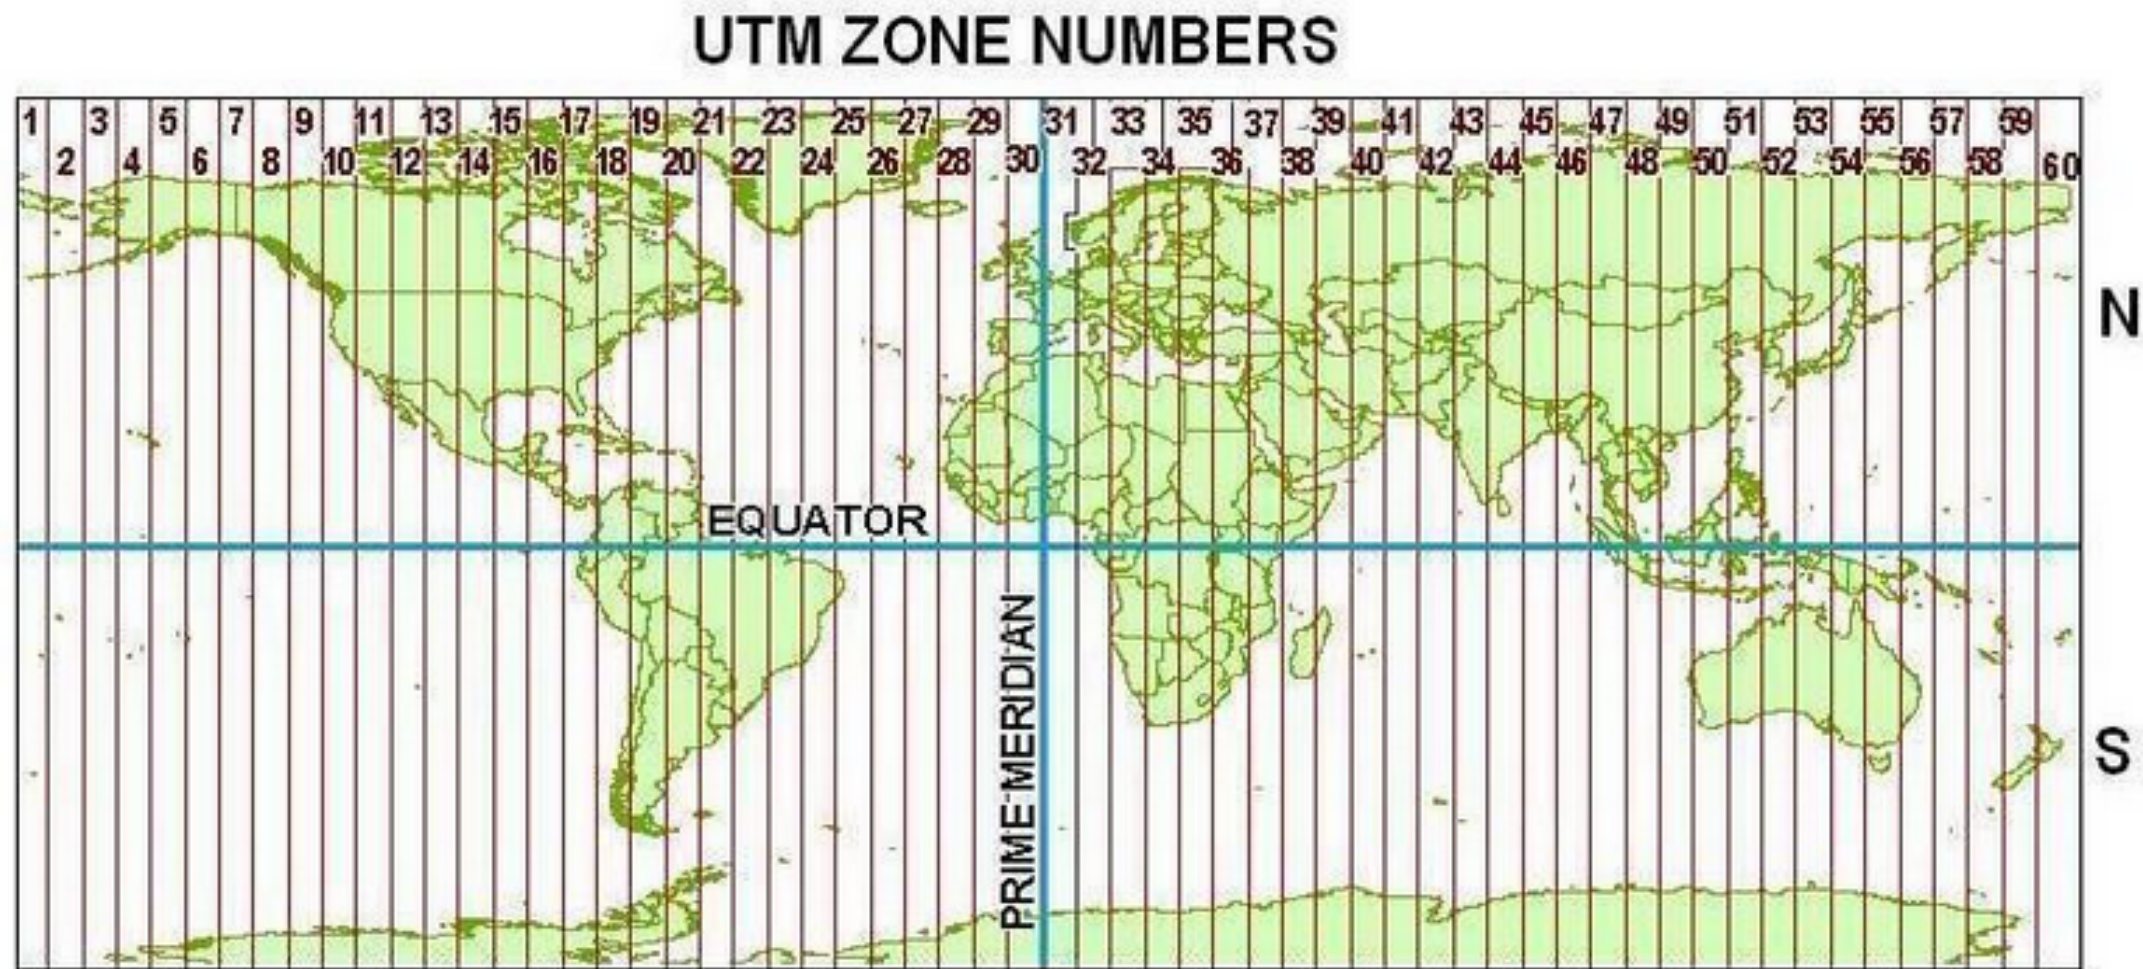 UTM ZONE NUMBERS
1 3 5 7 9 11 13 15 17 19 21 23 25 27 29 31 33 35 37 39 41 43 45 47 49 51 53 55 57 59
2 4 6 8 10 12 14 16 18 20 22 24 26 28 30 32 34 36 38 40 42 44 46 48 50 52 54 56 58 60
N
EQUATOR
PRIME MERIDIAN
S